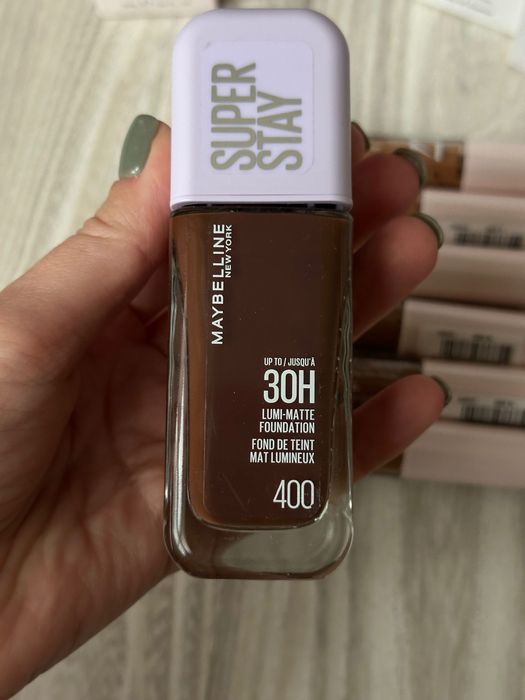 SUPER
STAY
MAYBELLINE
NEW YORK
UP TO / JUSQU'À
30H
LUMI-MATTE
FOUNDATION
FOND DE TEINT
MAT LUMINEUX
400